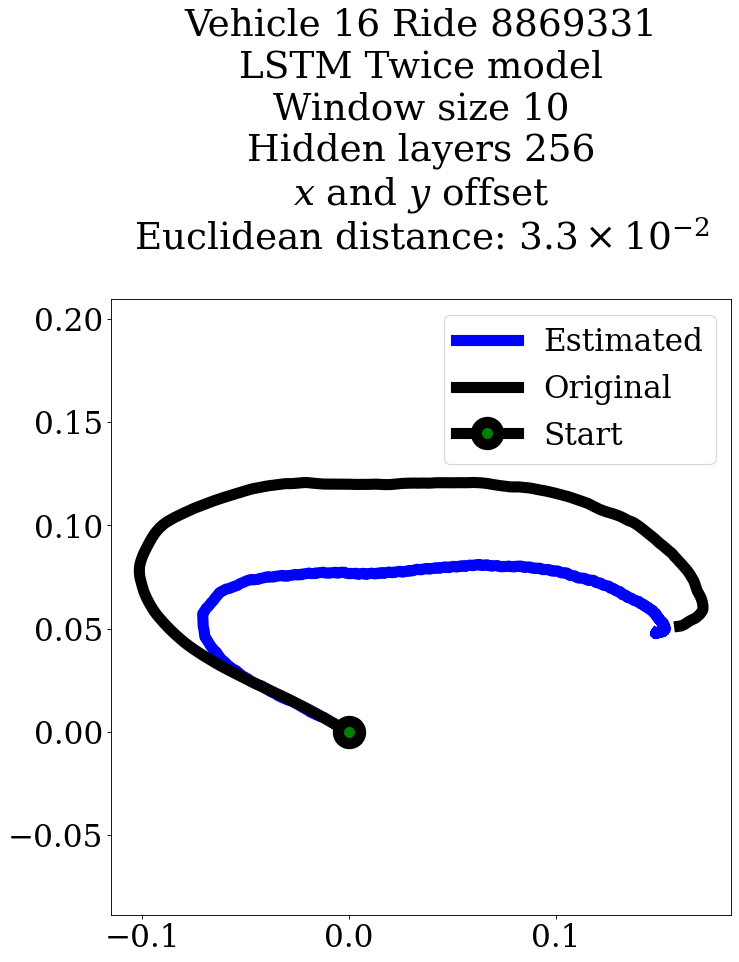 Vehicle 16 Ride 8869331
LSTM Twice model
Window size 10
Hidden layers 256
x and y offset
Euclidean distance: 3.3 × 10⁻²
Estimated
Original
Start
0.20
0.15
0.10
0.05
0.00
−0.05
−0.1
0.0
0.1